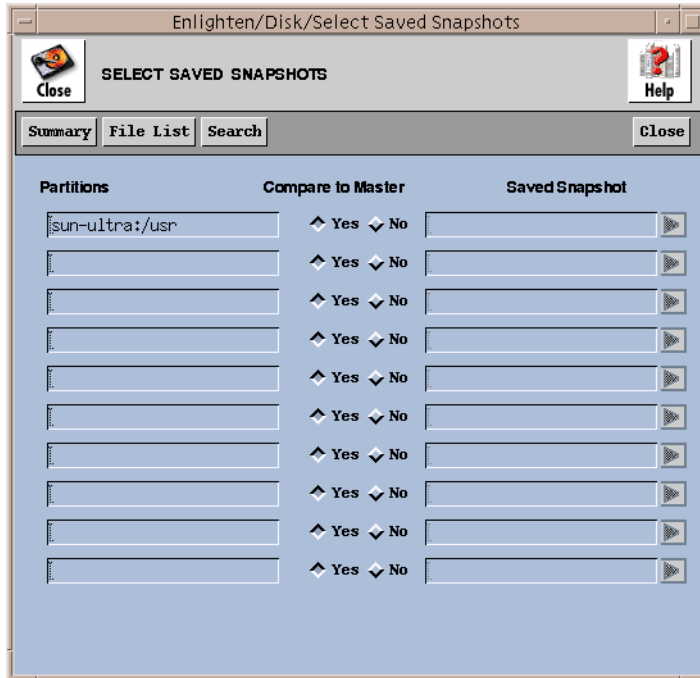 Enlighten/Disk/Select Saved Snapshots
Close SELECT SAVED SNAPSHOTS Help
Summary File List Search Close
Partitions Compare to Master Saved Snapshot
sun-ultra:/usr Yes No
Yes No
Yes No
Yes No
Yes No
Yes No
Yes No
Yes No
Yes No
Yes No